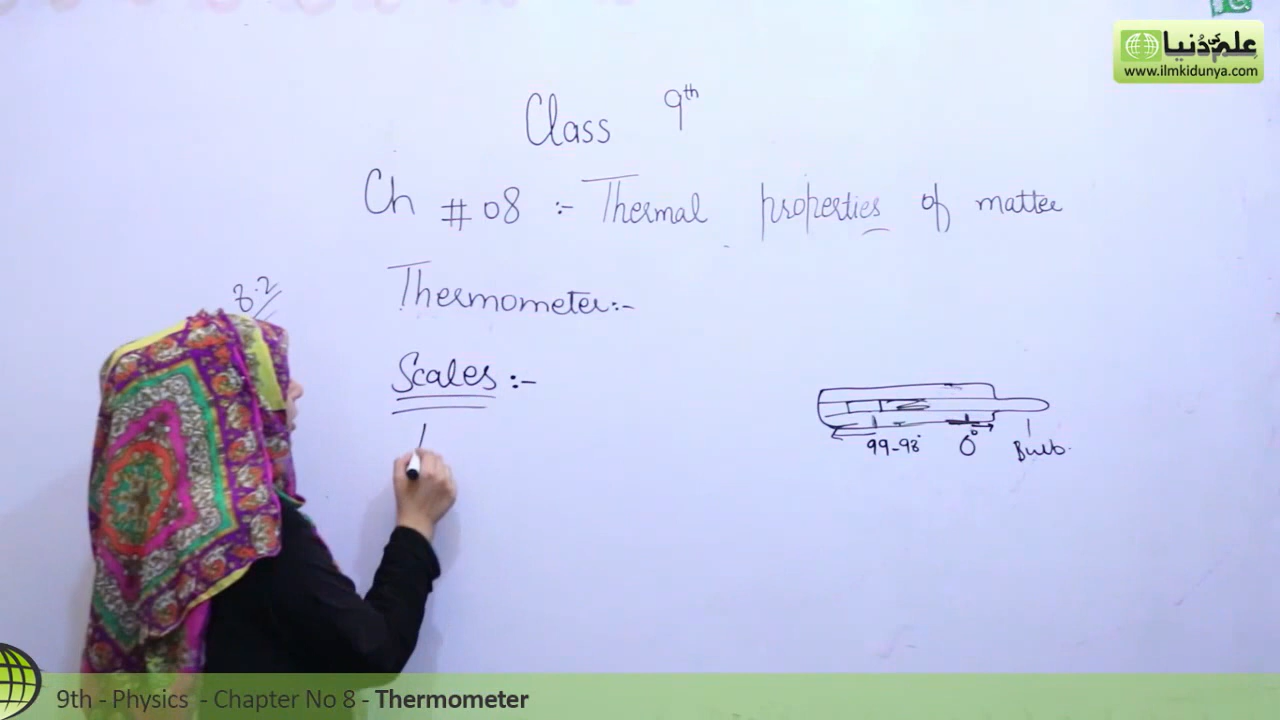 علم کی دنیا
www.ilmkidunya.com
Class 9th
Ch # 08 :- Thermal properties of matter
8.2
Thermometer:-
Scales :-
99-98° 0° Bulb.
9th - Physics - Chapter No 8 - Thermometer